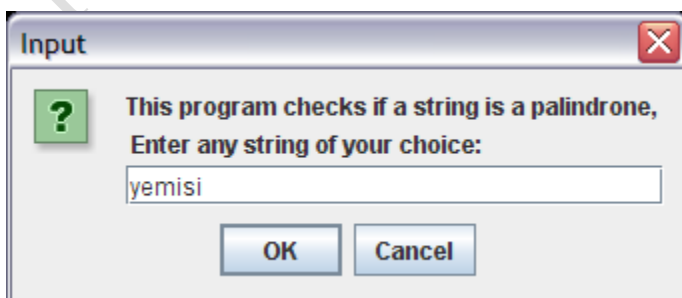 Input
This program checks if a string is a palindrone,
Enter any string of your choice:
yemisi
OK Cancel